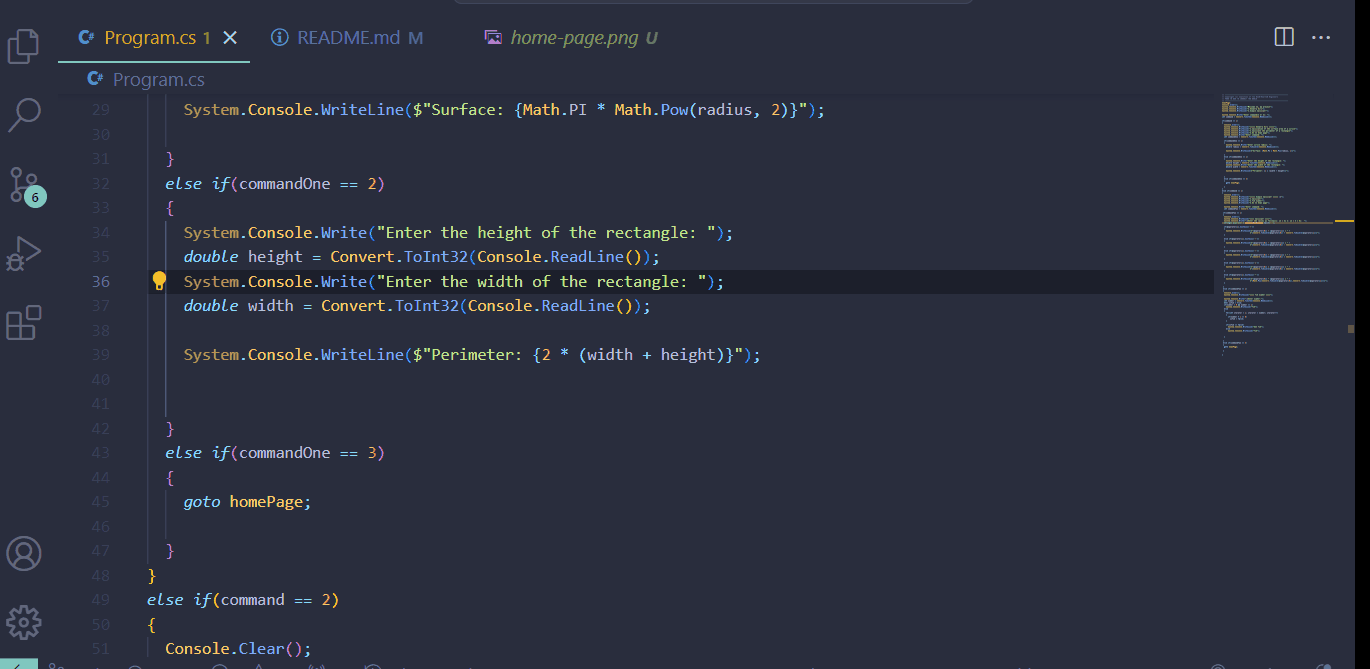 C# Program.cs 1 README.md M home-page.png U
C# Program.cs
29 System.Console.WriteLine($"Surface: {Math.PI * Math.Pow(radius, 2)}");
30
31 }
32 else if(commandOne == 2)
33 {
34 System.Console.Write("Enter the height of the rectangle: ");
35 double height = Convert.ToInt32(Console.ReadLine());
36 System.Console.Write("Enter the width of the rectangle: ");
37 double width = Convert.ToInt32(Console.ReadLine());
38
39 System.Console.WriteLine($"Perimeter: {2 * (width + height)}");
40
41
42 }
43 else if(commandOne == 3)
44 {
45 goto homePage;
46
47 }
48 }
49 else if(command == 2)
50 {
51 Console.Clear();
6